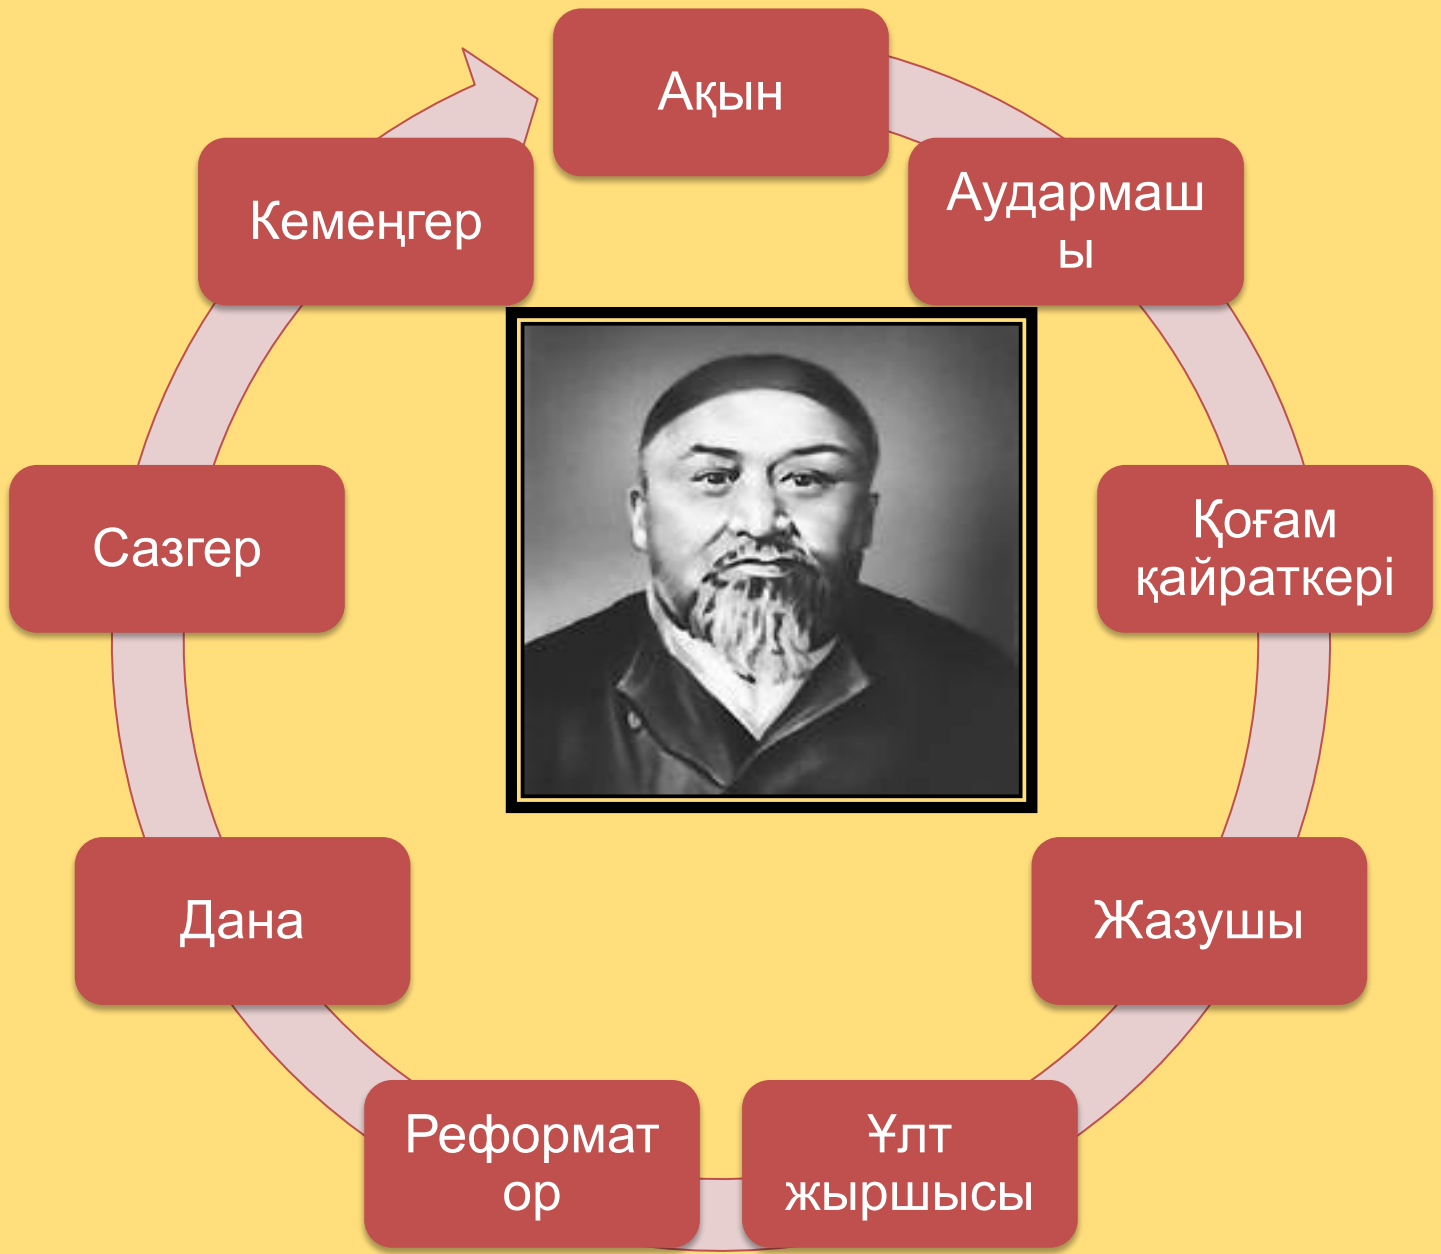 Ақын
Аудармаш
ы
Қоғам
қайраткері
Жазушы
Ұлт
жыршысы
Реформат
ор
Дана
Сазгер
Кемеңгер